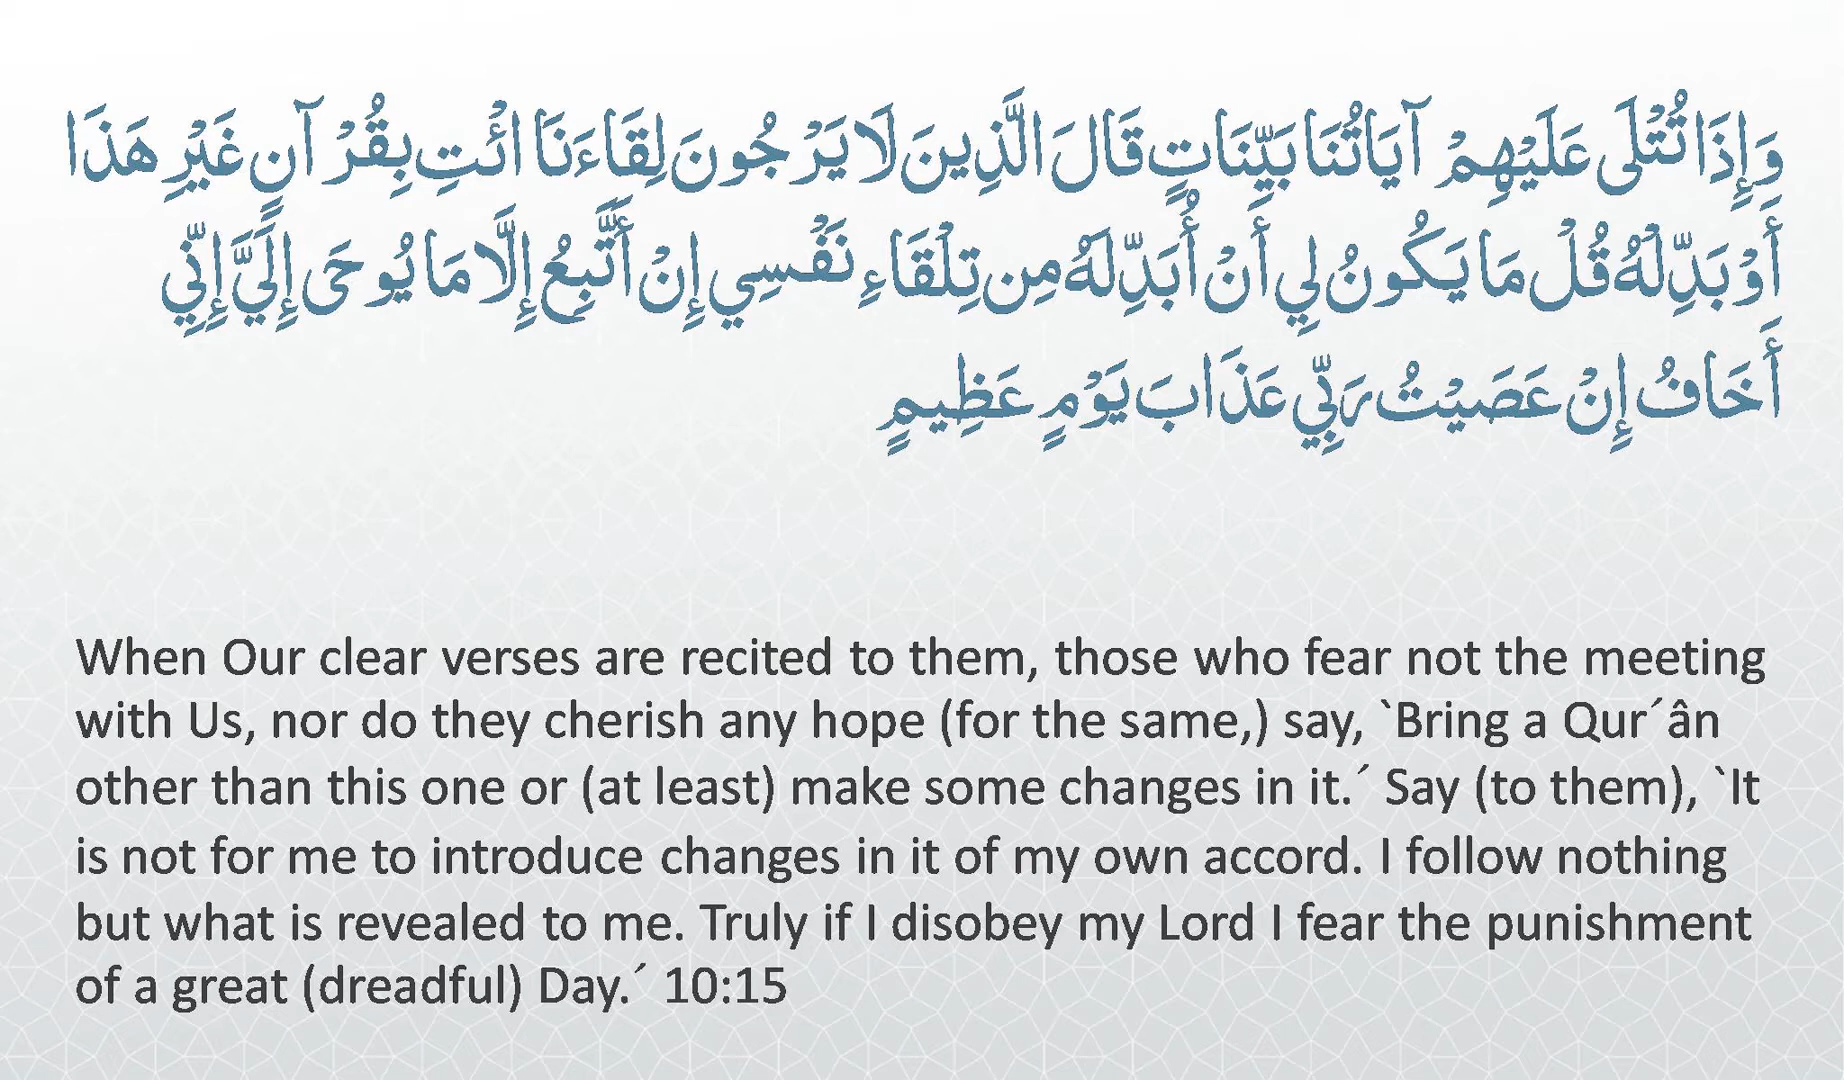 وَإِذَا تُتْلَى عَلَيْهِمْ آيَاتُنَا بَيِّنَاتٍ قَالَ الَّذِينَ لَا يَرْجُونَ لِقَاءَنَا ائْتِ بِقُرْآنٍ غَيْرِ هَذَا
أَوْ بَدِّلْهُ قُلْ مَا يَكُونُ لِي أَنْ أُبَدِّلَهُ مِن تِلْقَاءِ نَفْسِي إِنْ أَتَّبِعُ إِلَّا مَا يُوحَى إِلَيَّ إِنِّي
أَخَافُ إِنْ عَصَيْتُ رَبِّي عَذَابَ يَوْمٍ عَظِيمٍ
When Our clear verses are recited to them, those who fear not the meeting
with Us, nor do they cherish any hope (for the same,) say, `Bring a Qur´ân
other than this one or (at least) make some changes in it.´ Say (to them), `It
is not for me to introduce changes in it of my own accord. I follow nothing
but what is revealed to me. Truly if I disobey my Lord I fear the punishment
of a great (dreadful) Day.´ 10:15